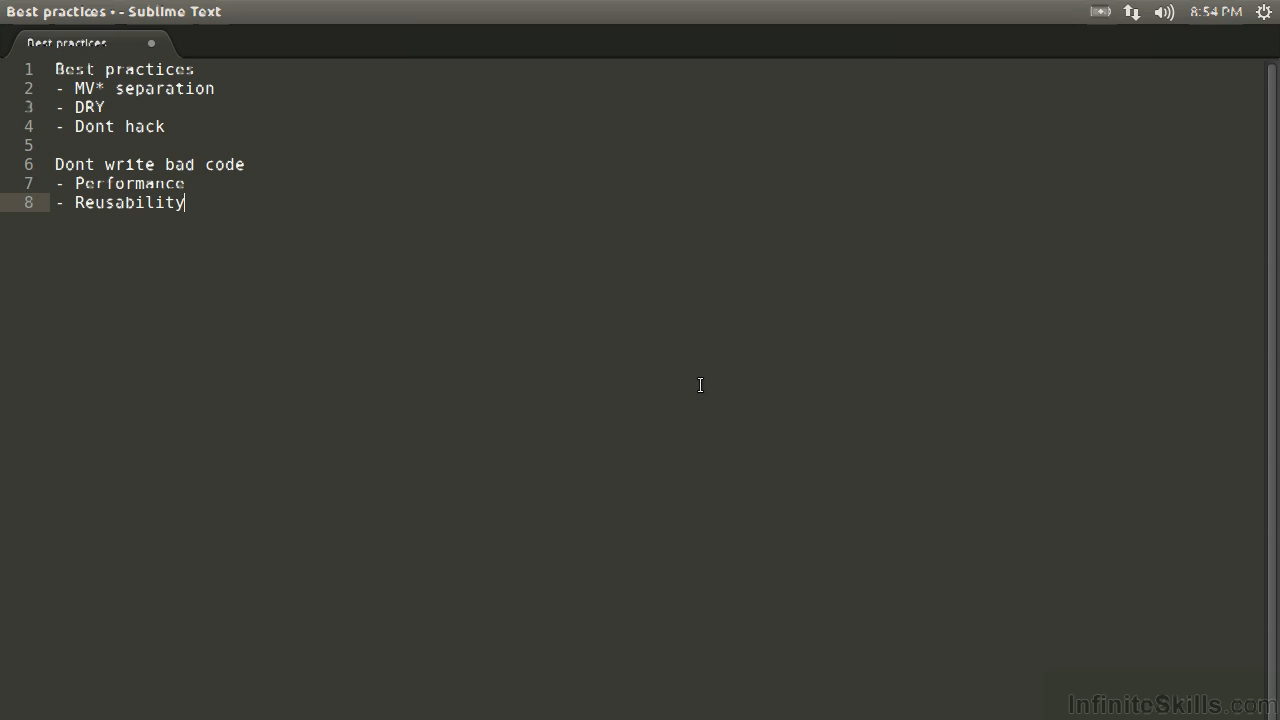 Best practices • - Sublime Text
8:54 PM
Best practices
1 Best practices
2 - MV* separation
3 - DRY
4 - Dont hack
5
6 Dont write bad code
7 - Performance
8 - Reusability
InfiniteSkills.com